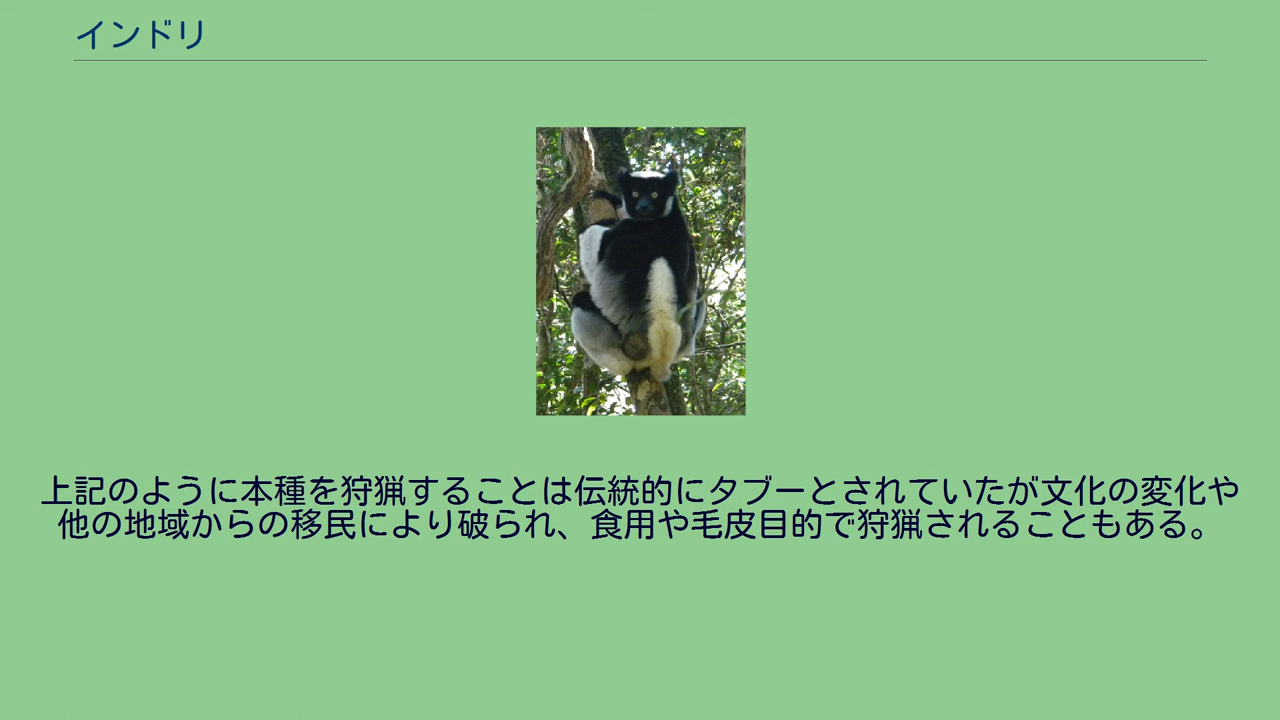 インドリ
上記のように本種を狩猟することは伝統的にタブーとされていたが文化の変化や
他の地域からの移民により破られ、食用や毛皮目的で狩猟されることもある。